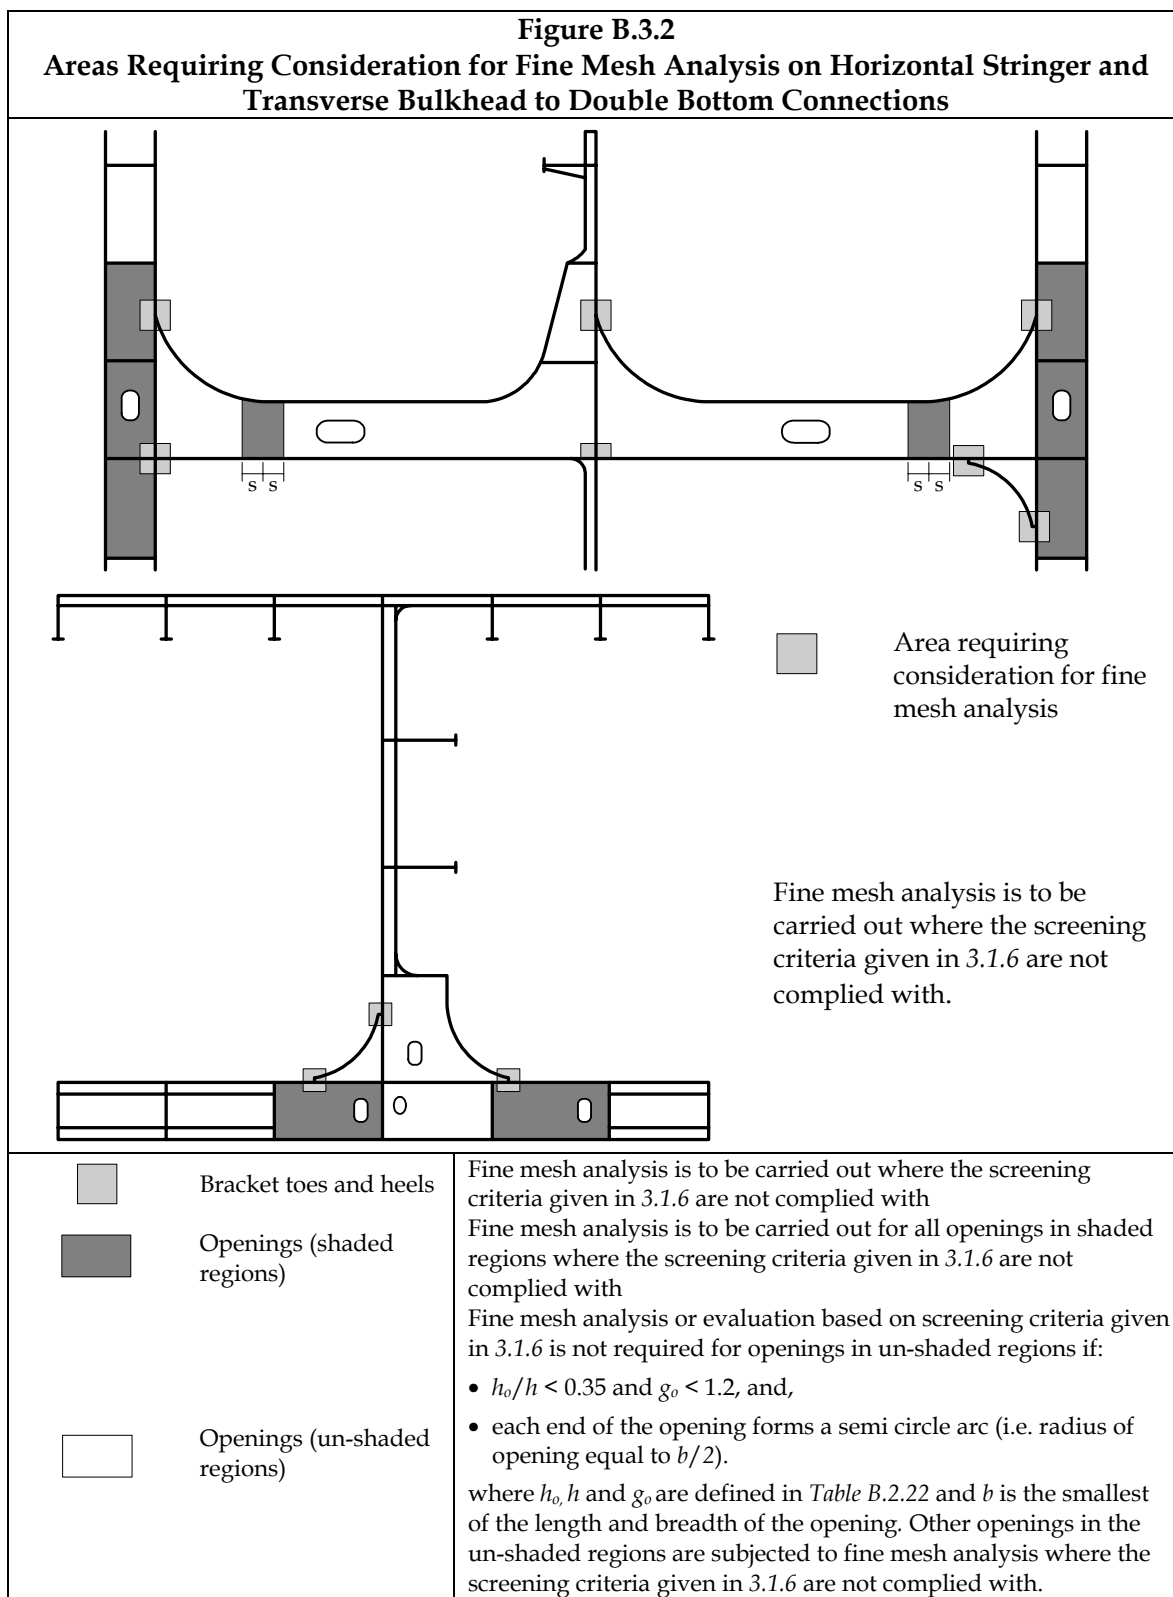 Figure B.3.2
Areas Requiring Consideration for Fine Mesh Analysis on Horizontal Stringer and
Transverse Bulkhead to Double Bottom Connections
s s
s s
Area requiring
consideration for fine
mesh analysis
Fine mesh analysis is to be
carried out where the screening
criteria given in 3.1.6 are not
complied with.
Bracket toes and heels
Fine mesh analysis is to be carried out where the screening
criteria given in 3.1.6 are not complied with
Openings (shaded
regions)
Fine mesh analysis is to be carried out for all openings in shaded
regions where the screening criteria given in 3.1.6 are not
complied with
Openings (un-shaded
regions)
Fine mesh analysis or evaluation based on screening criteria given
in 3.1.6 is not required for openings in un-shaded regions if:
• ho/h < 0.35 and go < 1.2, and,
• each end of the opening forms a semi circle arc (i.e. radius of
opening equal to b/2).
where ho, h and go are defined in Table B.2.22 and b is the smallest
of the length and breadth of the opening. Other openings in the
un-shaded regions are subjected to fine mesh analysis where the
screening criteria given in 3.1.6 are not complied with.